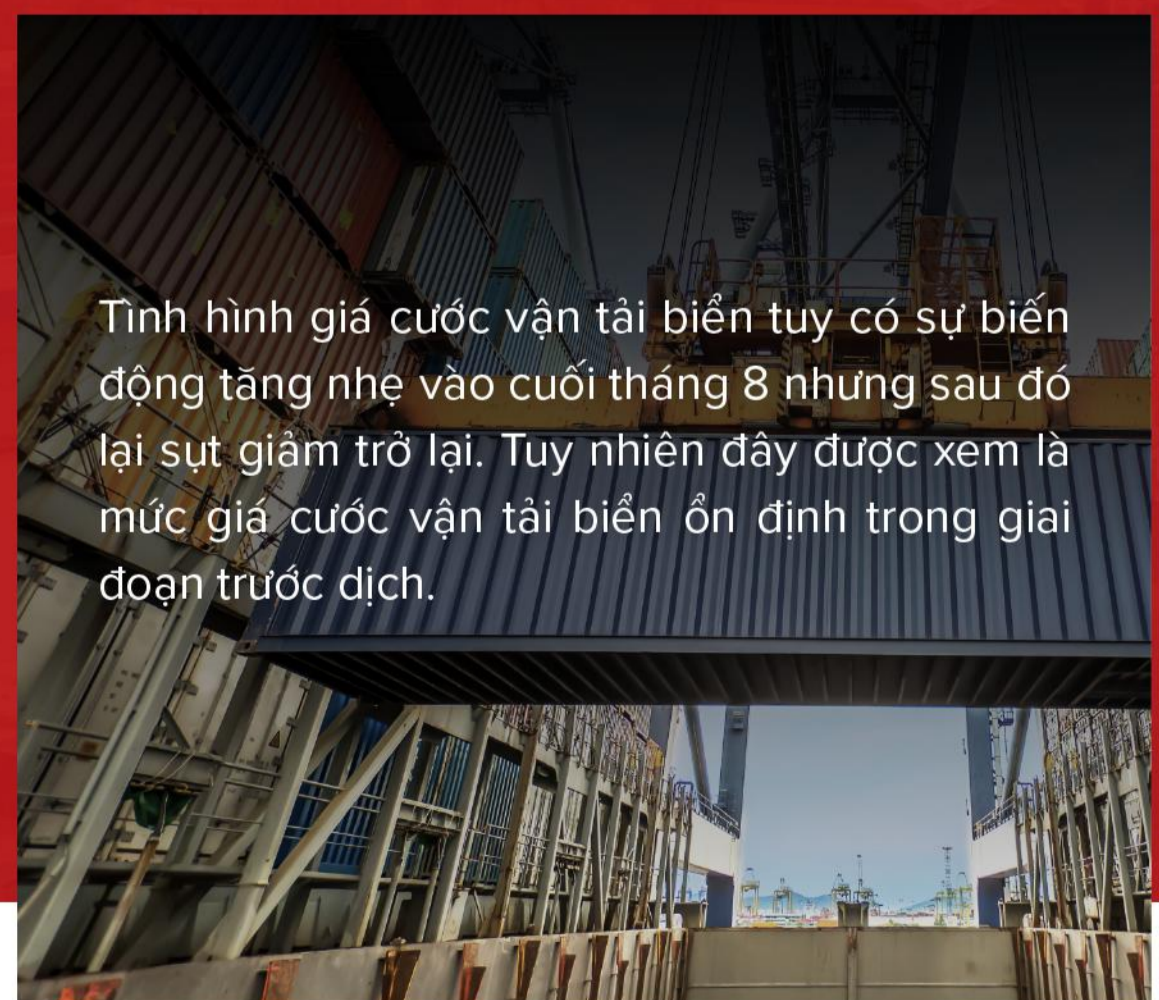 Tình hình giá cước vận tải biển tuy có sự biến
động tăng nhẹ vào cuối tháng 8 nhưng sau đó
lại sụt giảm trở lại. Tuy nhiên đây được xem là
mức giá cước vận tải biển ổn định trong giai
đoạn trước dịch.